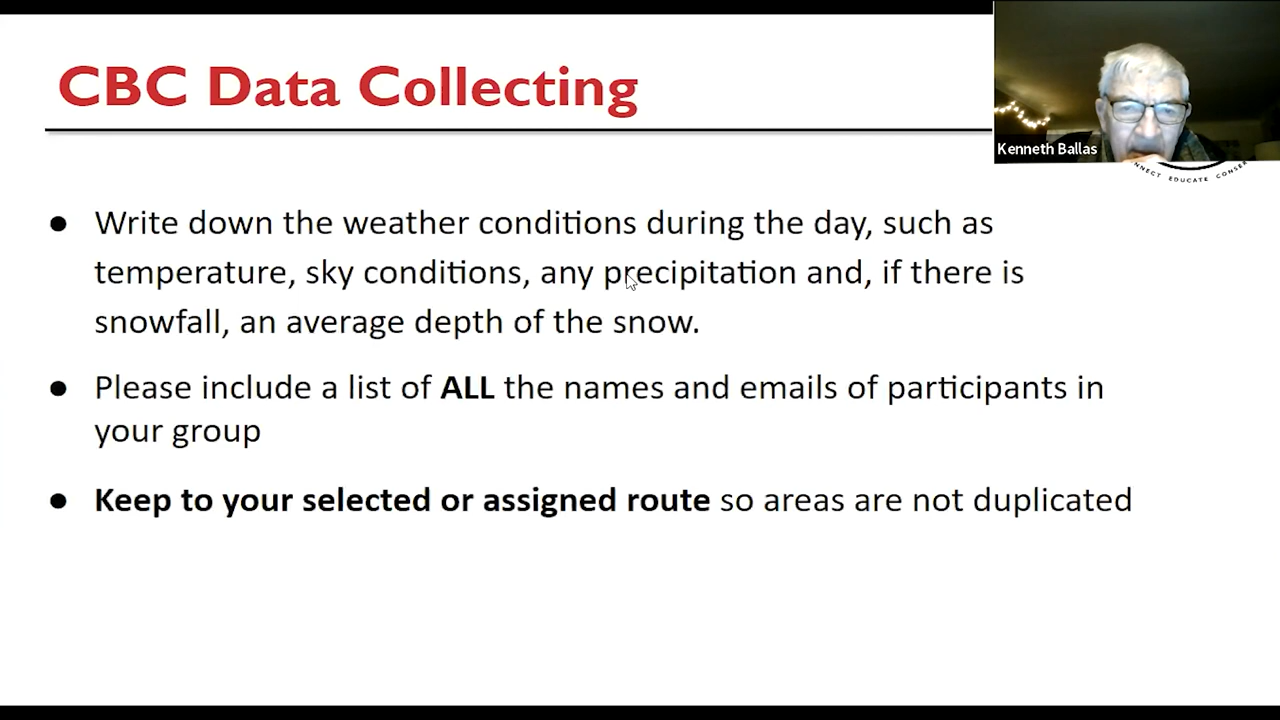 CBC Data Collecting
Kenneth Ballas
NNECT EDUCATE CONSER
● Write down the weather conditions during the day, such as
temperature, sky conditions, any precipitation and, if there is
snowfall, an average depth of the snow.
● Please include a list of ALL the names and emails of participants in
your group
● Keep to your selected or assigned route so areas are not duplicated